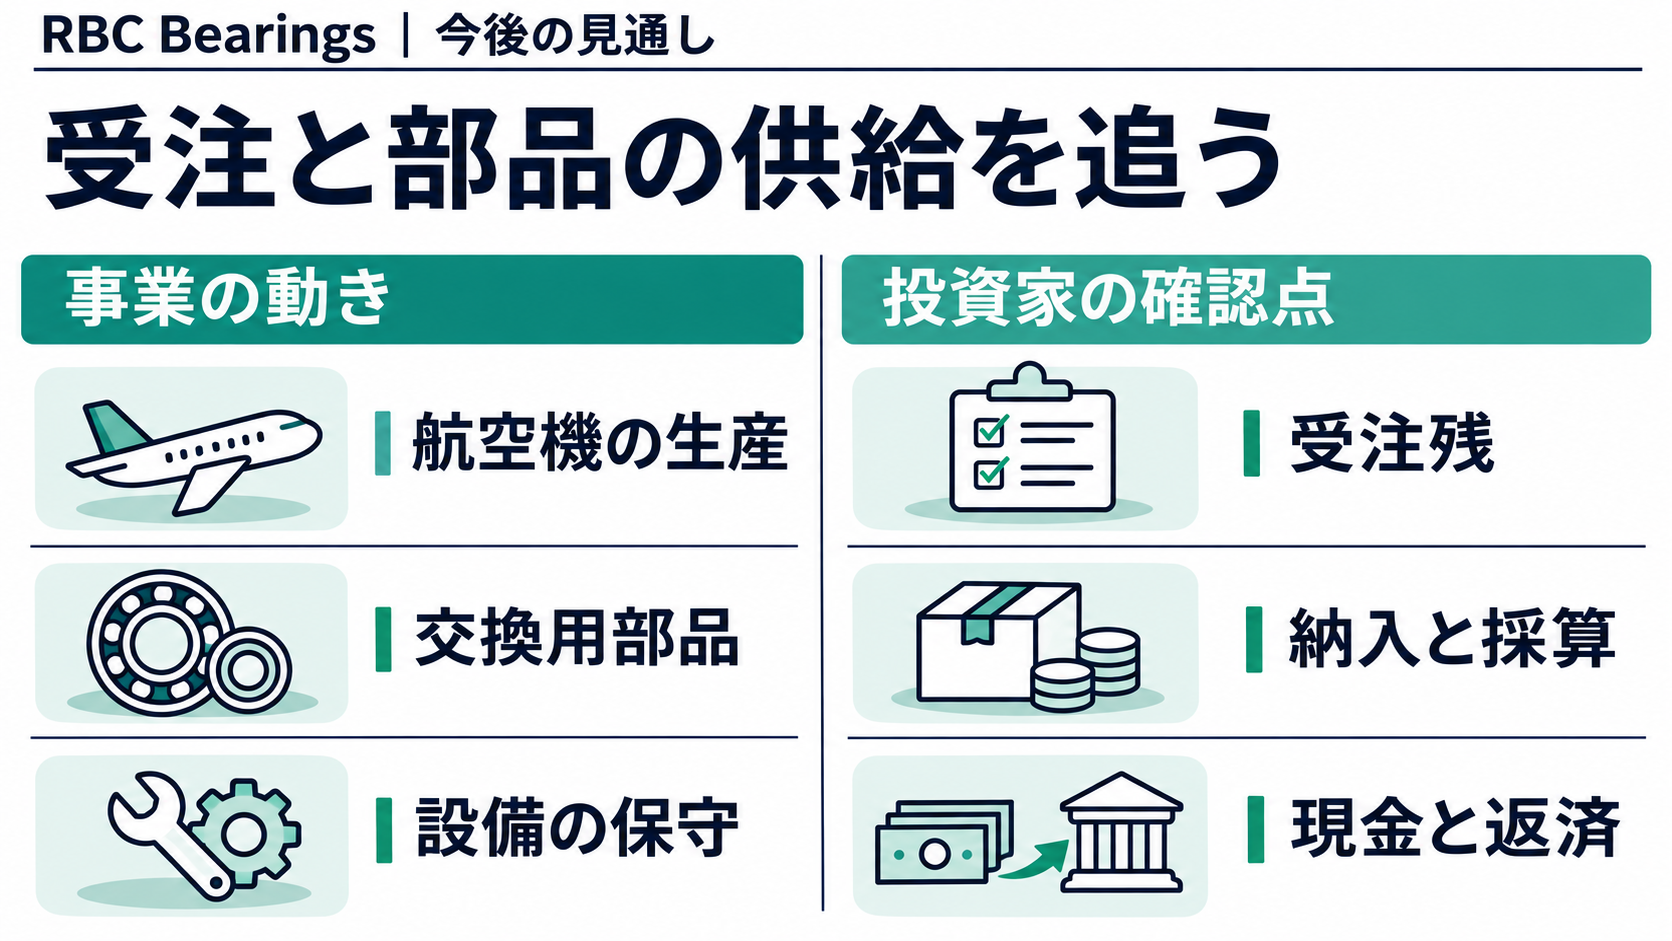 RBC Bearings｜今後の見通し
受注と部品の供給を追う
事業の動き
航空機の生産
交換用部品
設備の保守
投資家の確認点
受注残
納入と採算
現金と返済